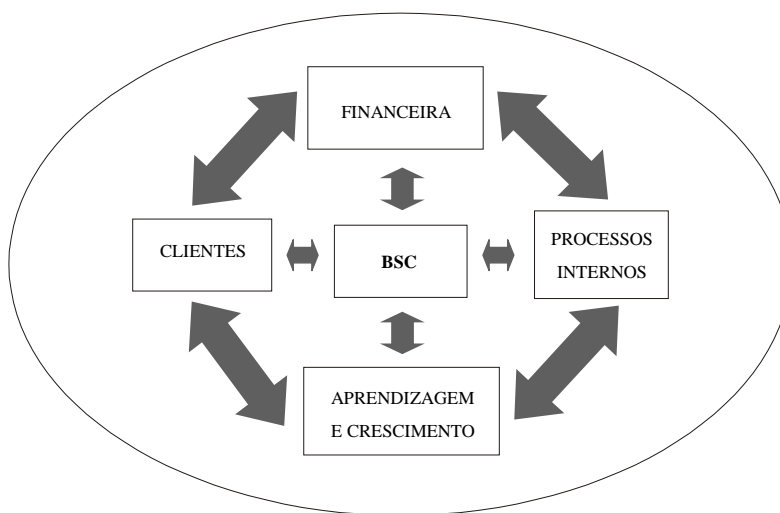 FINANCEIRA
CLIENTES
BSC
PROCESSOS
INTERNOS
APRENDIZAGEM
E CRESCIMENTO